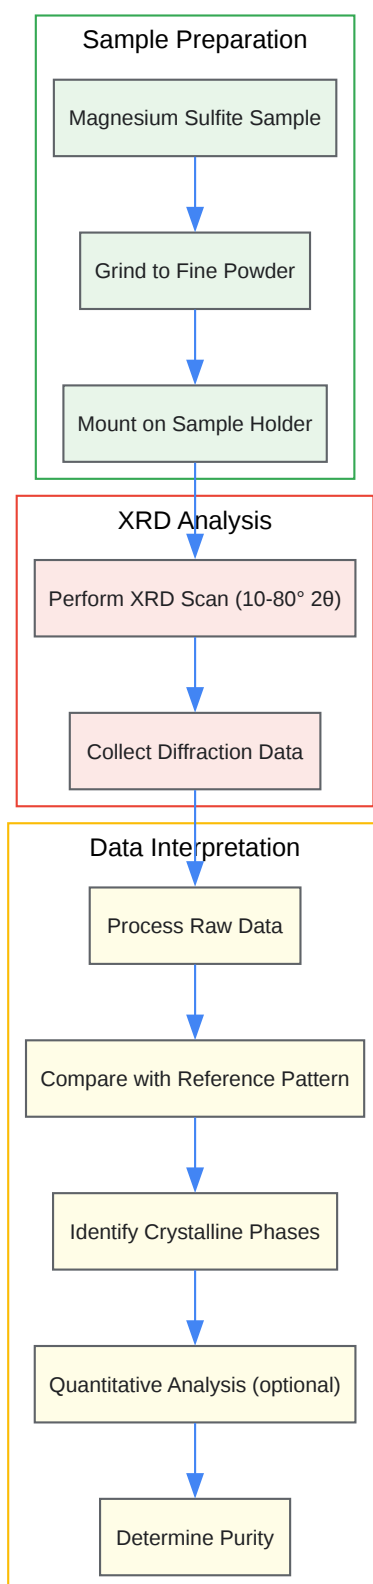 Sample Preparation
Magnesium Sulfite Sample
Grind to Fine Powder
Mount on Sample Holder
XRD Analysis
Perform XRD Scan (10-80° 2θ)
Collect Diffraction Data
Data Interpretation
Process Raw Data
Compare with Reference Pattern
Identify Crystalline Phases
Quantitative Analysis (optional)
Determine Purity